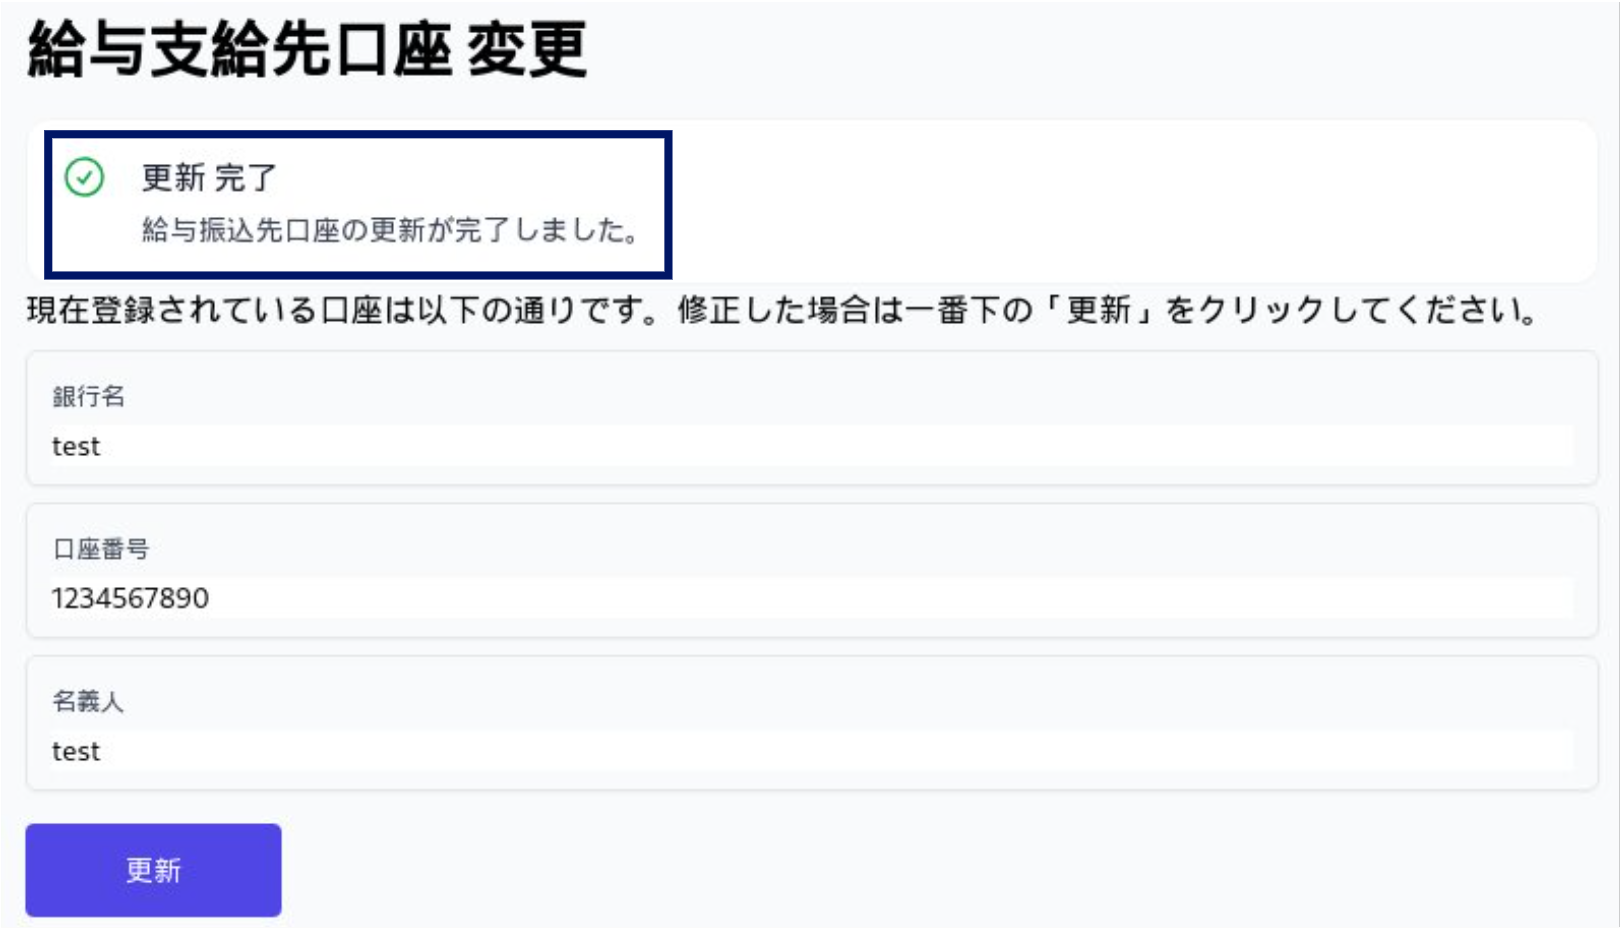 給与支給先口座 変更
更新 完了
給与振込先口座の更新が完了しました。
現在登録されている口座は以下の通りです。修正した場合は一番下の「更新」をクリックしてください。
銀行名
test
口座番号
1234567890
名義人
test
更新